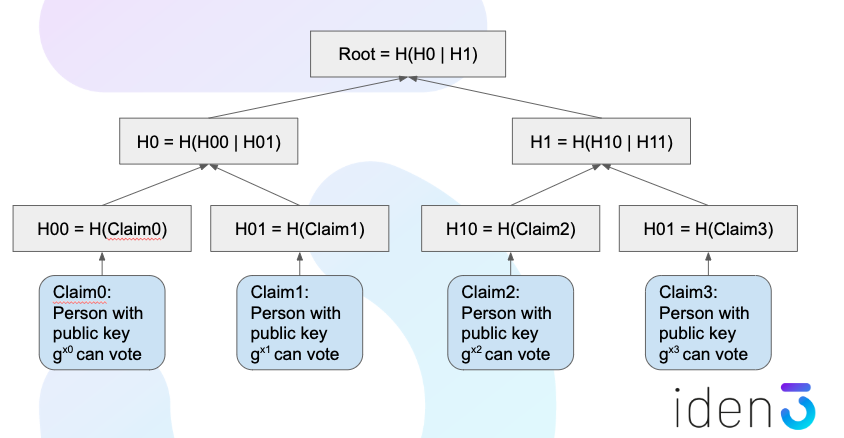 Root = H(H0 | H1)
H0 = H(H00 | H01)
H1 = H(H10 | H11)
H00 = H(Claim0)
H01 = H(Claim1)
H10 = H(Claim2)
H01 = H(Claim3)
Claim0:
Person with
public key
g^x0 can vote
Claim1:
Person with
public key
g^x1 can vote
Claim2:
Person with
public key
g^x2 can vote
Claim3:
Person with
public key
g^x3 can vote
iden3